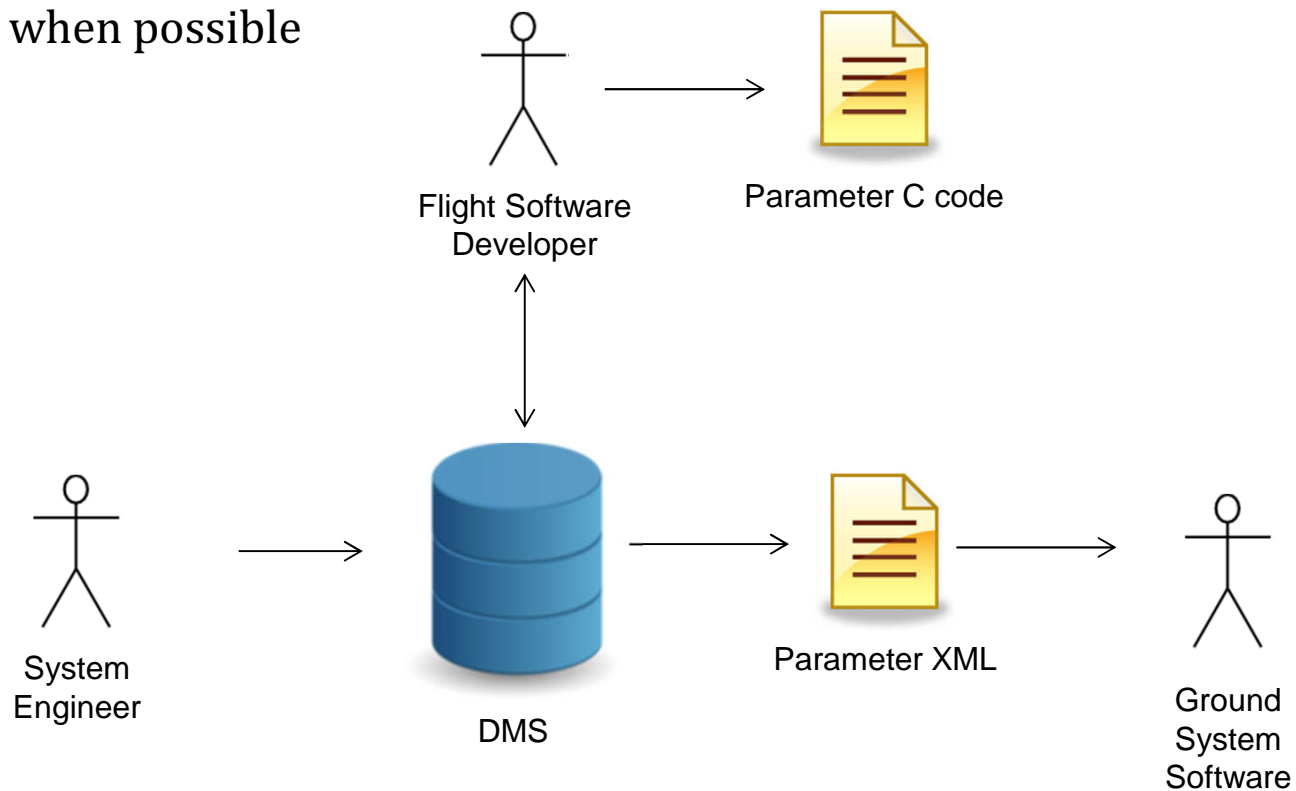 when possible
Flight Software
Developer
Parameter C code
System
Engineer
DMS
Parameter XML
Ground
System
Software